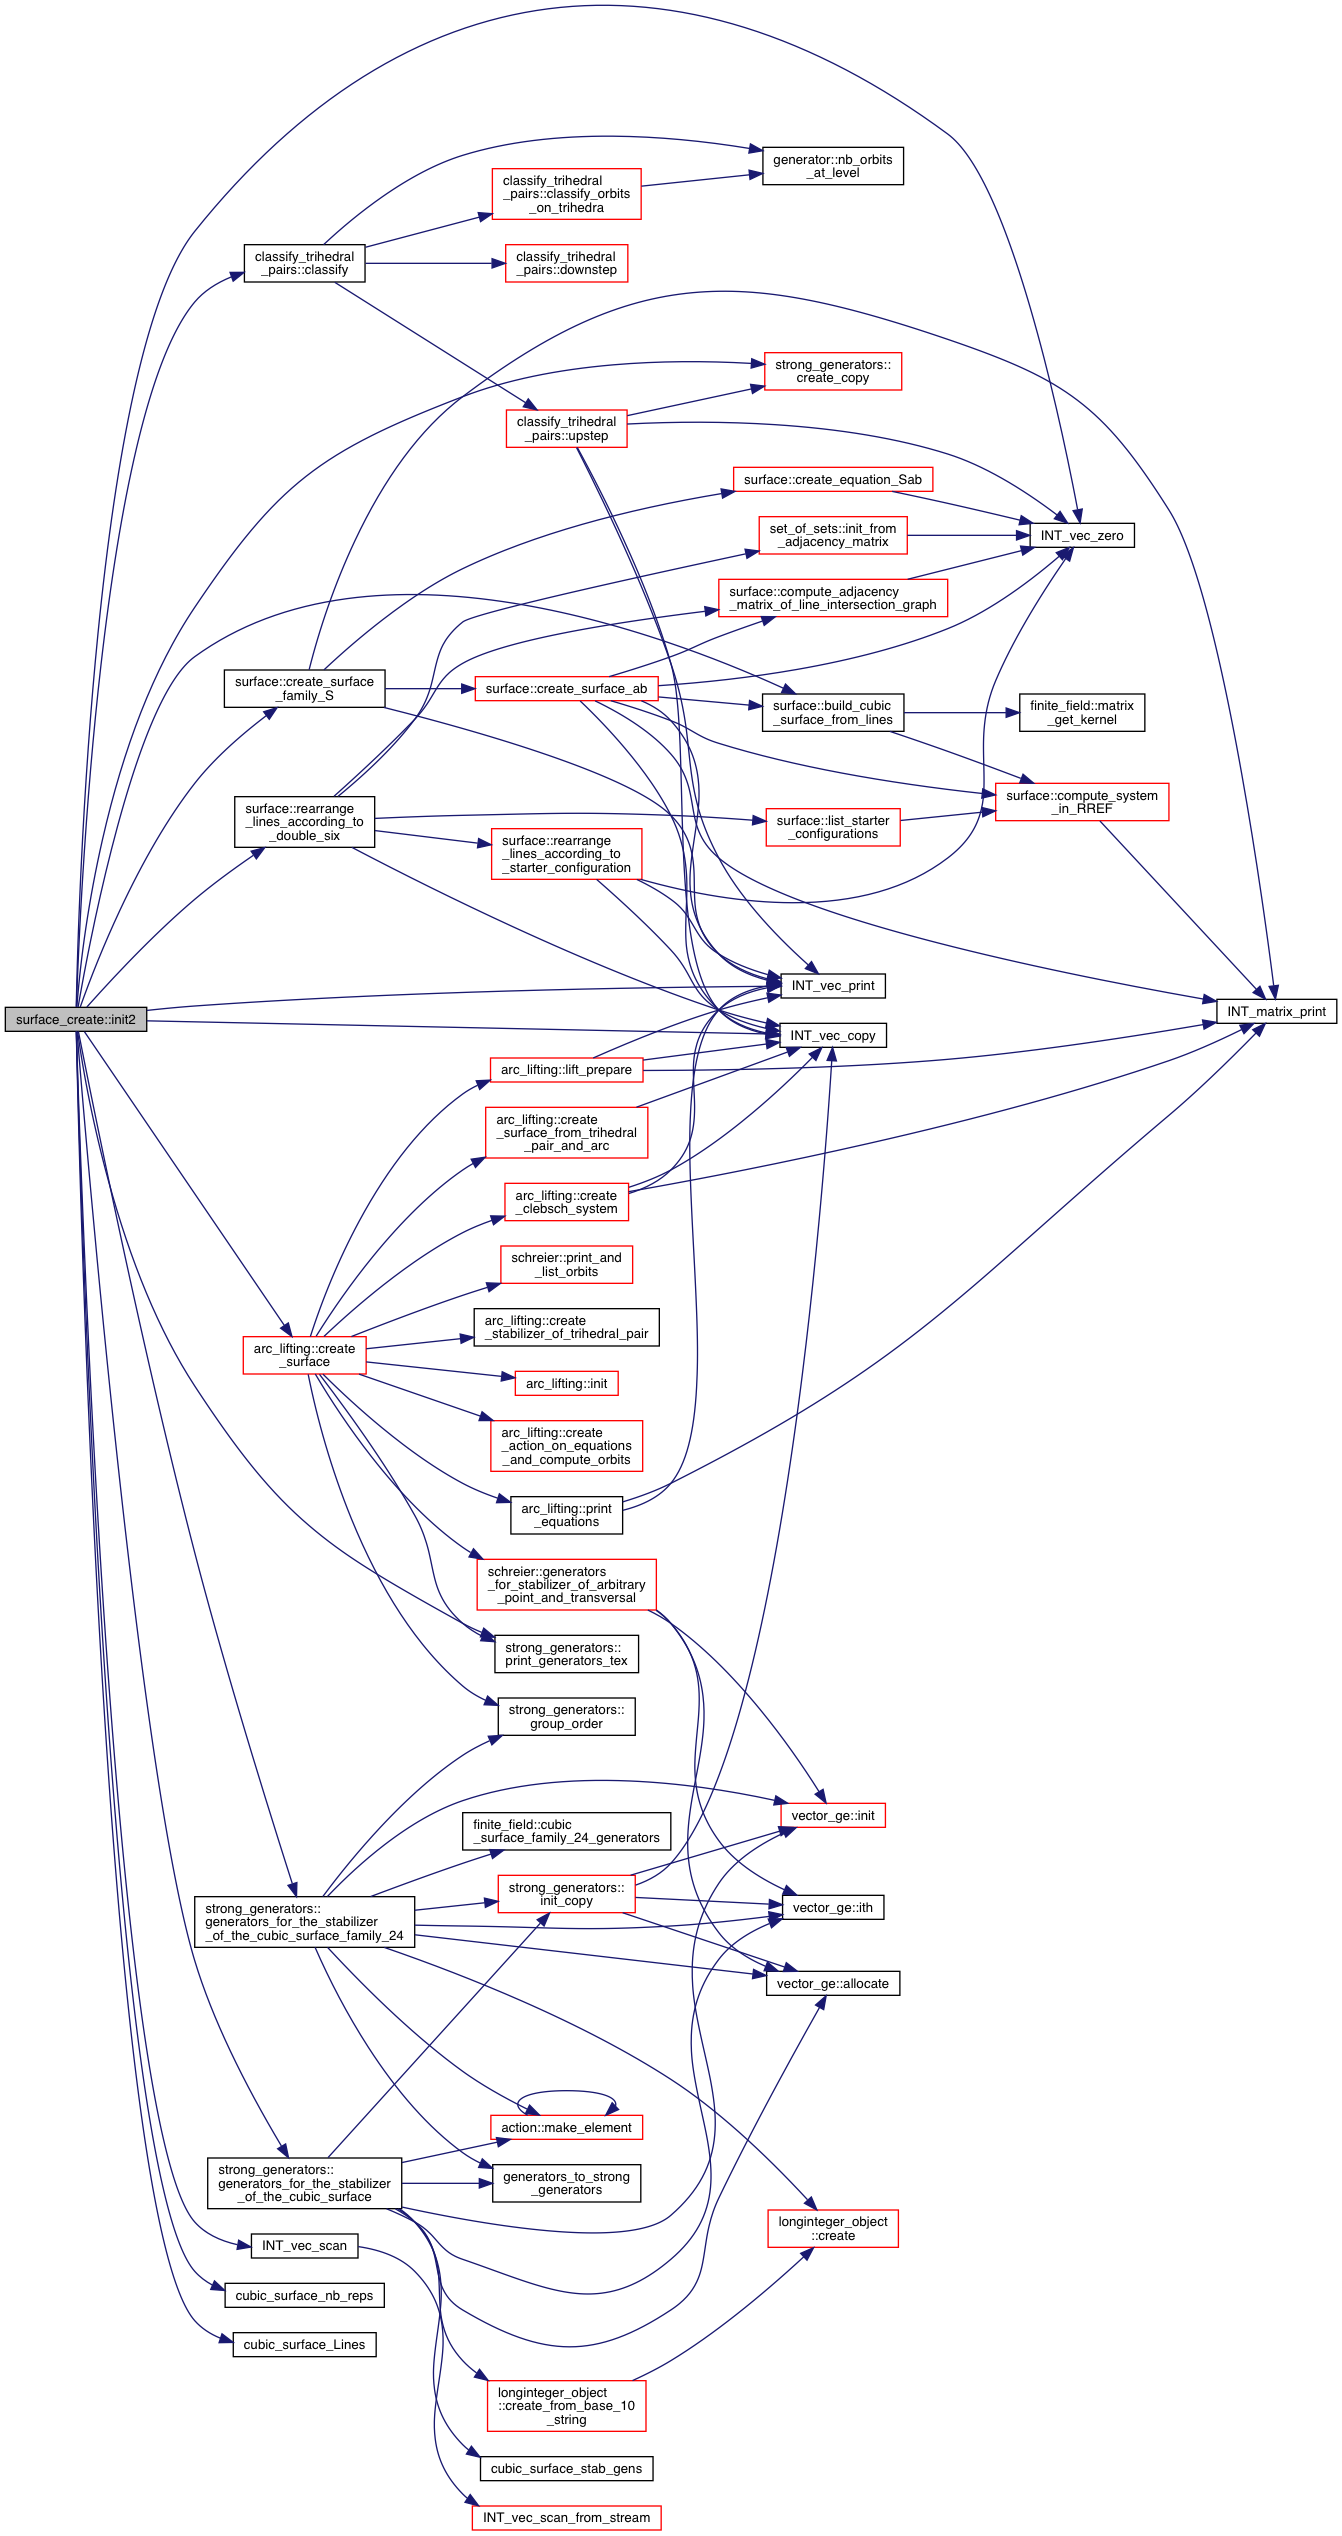 generator::nb_orbits
_at_level
classify_trihedral
_pairs::classify_orbits
_on_trihedra
classify_trihedral
_pairs::classify
classify_trihedral
_pairs::downstep
strong_generators::
create_copy
classify_trihedral
_pairs::upstep
surface::create_equation_Sab
set_of_sets::init_from
_adjacency_matrix
INT_vec_zero
surface::compute_adjacency
_matrix_of_line_intersection_graph
surface::create_surface
_family_S
surface::create_surface_ab
surface::build_cubic
_surface_from_lines
finite_field::matrix
_get_kernel
surface::compute_system
_in_RREF
surface::rearrange
_lines_according_to
_double_six
surface::list_starter
_configurations
surface::rearrange
_lines_according_to
_starter_configuration
INT_vec_print
surface_create::init2
INT_matrix_print
INT_vec_copy
arc_lifting::lift_prepare
arc_lifting::create
_surface_from_trihedral
_pair_and_arc
arc_lifting::create
_clebsch_system
schreier::print_and
_list_orbits
arc_lifting::create
_stabilizer_of_trihedral_pair
arc_lifting::create
_surface
arc_lifting::init
arc_lifting::create
_action_on_equations
_and_compute_orbits
arc_lifting::print
_equations
schreier::generators
_for_stabilizer_of_arbitrary
_point_and_transversal
strong_generators::
print_generators_tex
strong_generators::
group_order
vector_ge::init
finite_field::cubic
_surface_family_24_generators
strong_generators::
init_copy
vector_ge::ith
strong_generators::
generators_for_the_stabilizer
_of_the_cubic_surface_family_24
vector_ge::allocate
action::make_element
strong_generators::
generators_for_the_stabilizer
_of_the_cubic_surface
generators_to_strong
_generators
longinteger_object
::create
INT_vec_scan
cubic_surface_nb_reps
cubic_surface_Lines
longinteger_object
::create_from_base_10
_string
cubic_surface_stab_gens
INT_vec_scan_from_stream